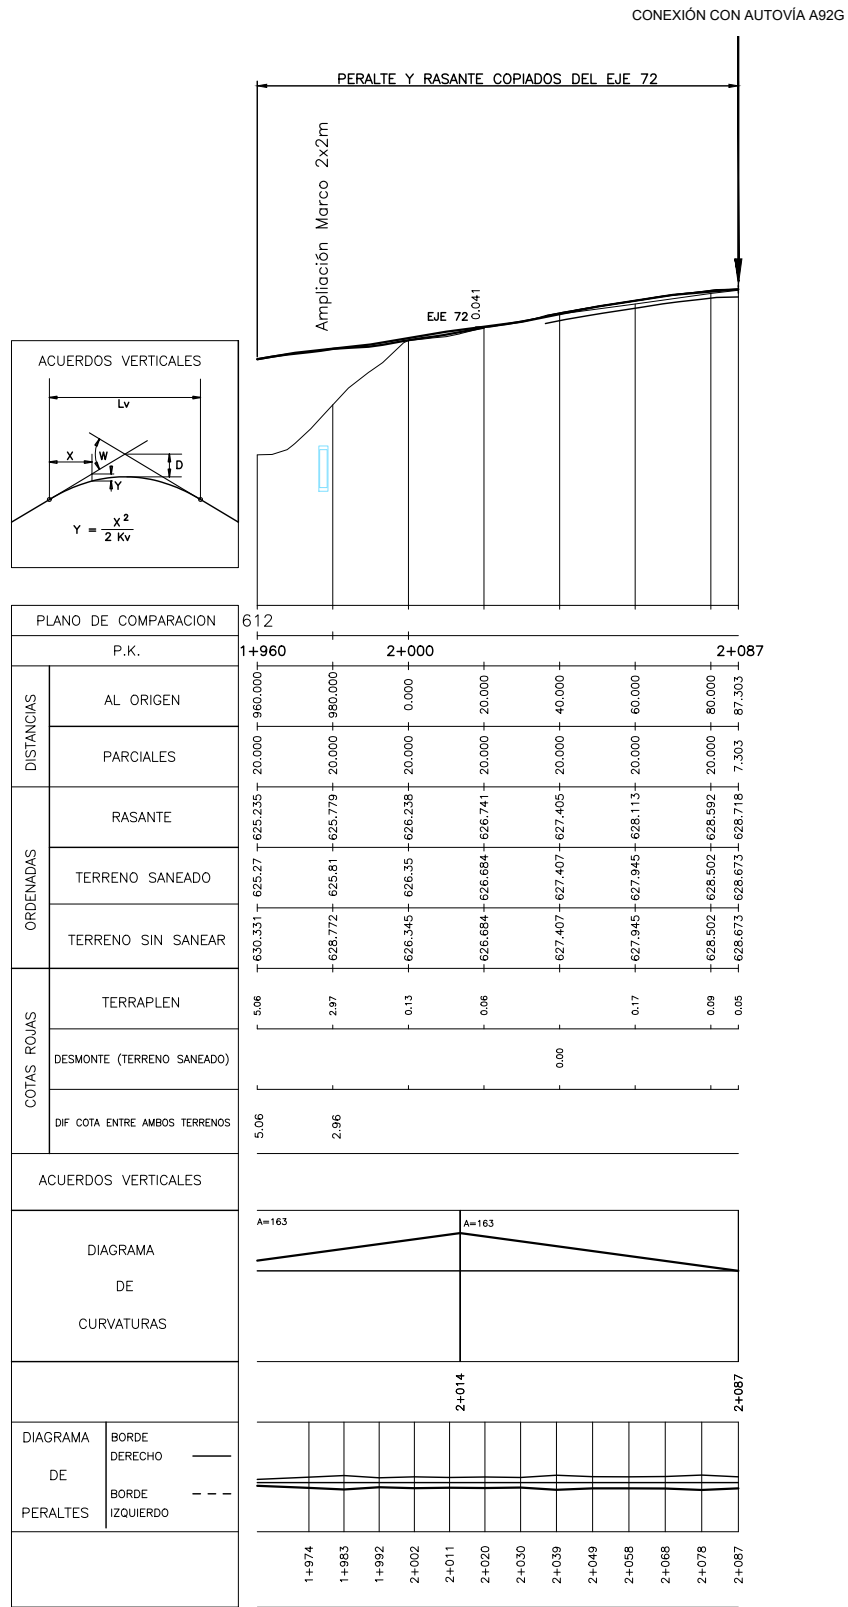 CONEXIÓN CON AUTOVÍA A92G
PERALTE Y RASANTE COPIADOS DEL EJE 72
Ampliación Marco 2x2m
EJE 72
0.041
ACUERDOS VERTICALES
Lv
X
W
D
Y
Y = X² / 2 Kv
PLANO DE COMPARACION 612
P.K. 1+960 2+000 2+087
DISTANCIAS
AL ORIGEN 960.000 980.000 0.000 20.000 40.000 60.000 80.000 87.303
PARCIALES 20.000 20.000 20.000 20.000 20.000 20.000 20.000 7.303
ORDENADAS
RASANTE 625.235 625.779 626.238 626.741 627.405 628.113 628.592 628.718
TERRENO SANEADO 625.27 625.81 626.35 626.684 627.407 627.945 628.502 628.673
TERRENO SIN SANEAR 630.331 628.772 626.345 626.684 627.407 627.945 628.502 628.673
COTAS ROJAS
TERRAPLEN 5.06 2.97 0.13 0.06 0.17 0.09 0.05
DESMONTE (TERRENO SANEADO) 0.00
DIF COTA ENTRE AMBOS TERRENOS 5.06 2.96
ACUERDOS VERTICALES
DIAGRAMA
DE
CURVATURAS
A=163 A=163
2+014 2+087
DIAGRAMA
DE
PERALTES
BORDE
DERECHO
BORDE
IZQUIERDO
1+974 1+983 1+992 2+002 2+011 2+020 2+030 2+039 2+049 2+058 2+068 2+078 2+087